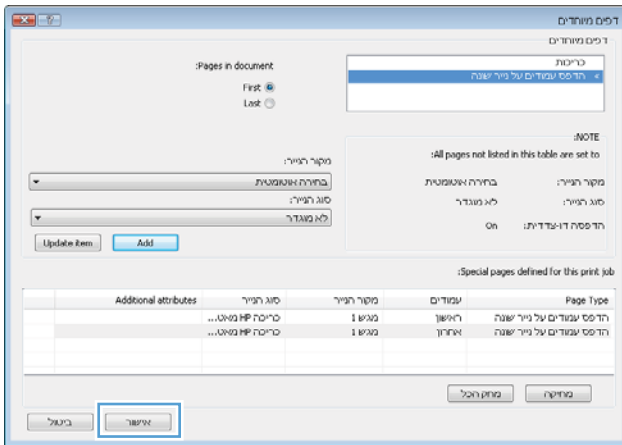 דפים מיוחדים
דפים מיוחדים
כריכות
» הדפס עמודים על נייר שונה
Pages in document:
First
Last
NOTE:
All pages not listed in this table are set to:
מקור הנייר: בחירה אוטומטית
סוג הנייר: לא מוגדר
הדפסה דו-צדדית: On
מקור הנייר:
בחירה אוטומטית
סוג הנייר:
לא מוגדר
Add
Update item
Special pages defined for this print job:
Page Type עמודים מקור הנייר סוג הנייר Additional attributes
הדפס עמודים על נייר שונה ראשון מגיש 1 כריכה HP מאט...
הדפס עמודים על נייר שונה אחרון מגיש 1 כריכה HP מאט...
מחיקה מחק הכל
אישור ביטול